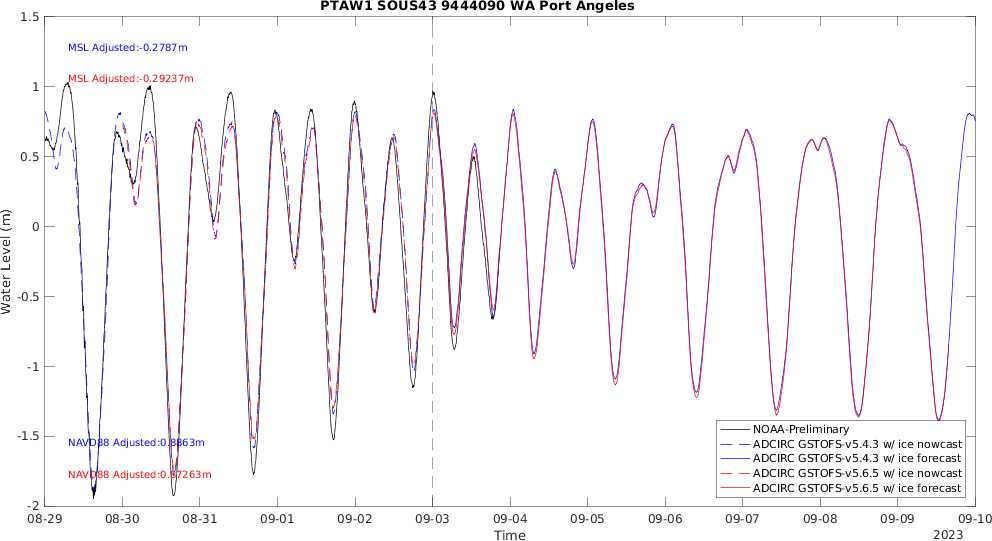 PTAW1 SOUS43 9444090 WA Port Angeles
1.5
MSL Adjusted:-0.2787m
MSL Adjusted:-0.29237m
1
0.5
0
Water Level (m)
-0.5
-1
-1.5
NAVD88 Adjusted:0.8863m
NAVD88 Adjusted:0.87263m
-2
NOAA-Preliminary
ADCIRC GSTOFS-v5.4.3 w/ ice nowcast
ADCIRC GSTOFS-v5.4.3 w/ ice forecast
ADCIRC GSTOFS-v5.6.5 w/ ice nowcast
ADCIRC GSTOFS-v5.6.5 w/ ice forecast
08-29 08-30 08-31 09-01 09-02 09-03 09-04 09-05 09-06 09-07 09-08 09-09 09-10
Time
2023